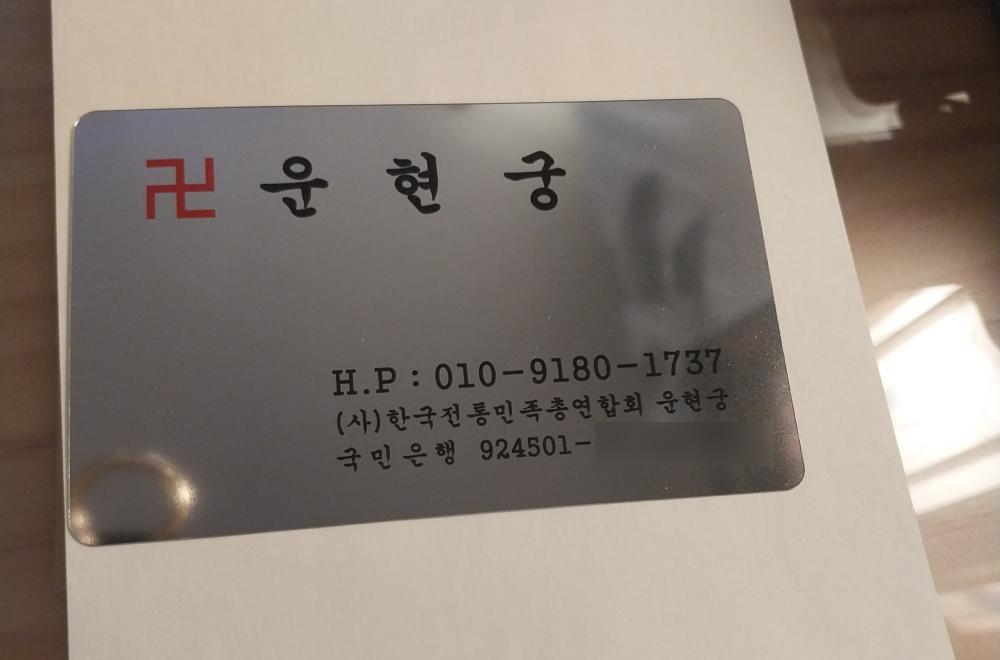 卍 운현궁
H.P : 010-9180-1737
(사)한국전통민족총연합회 운현궁
국민은행 924501-